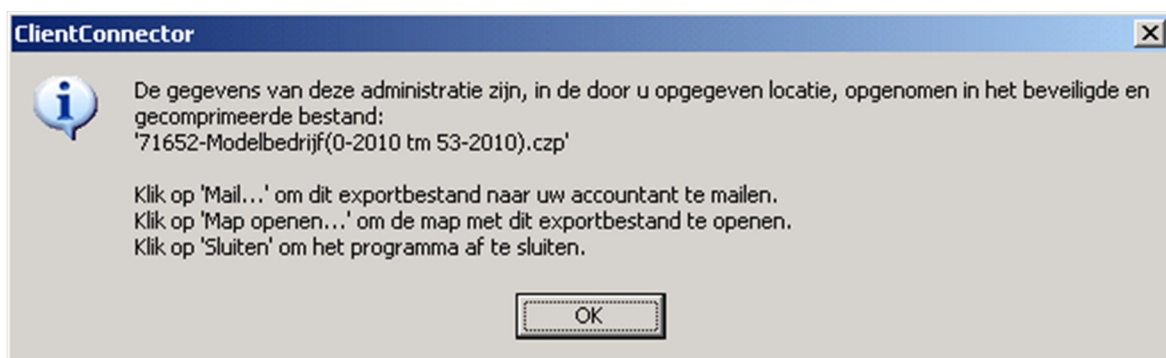 ClientConnector
De gegevens van deze administratie zijn, in de door u opgegeven locatie, opgenomen in het beveiligde en
gecomprimeerde bestand:
'71652-Modelbedrijf(0-2010 tm 53-2010).czp'
Klik op 'Mail...' om dit exportbestand naar uw accountant te mailen.
Klik op 'Map openen...' om de map met dit exportbestand te openen.
Klik op 'Sluiten' om het programma af te sluiten.
OK